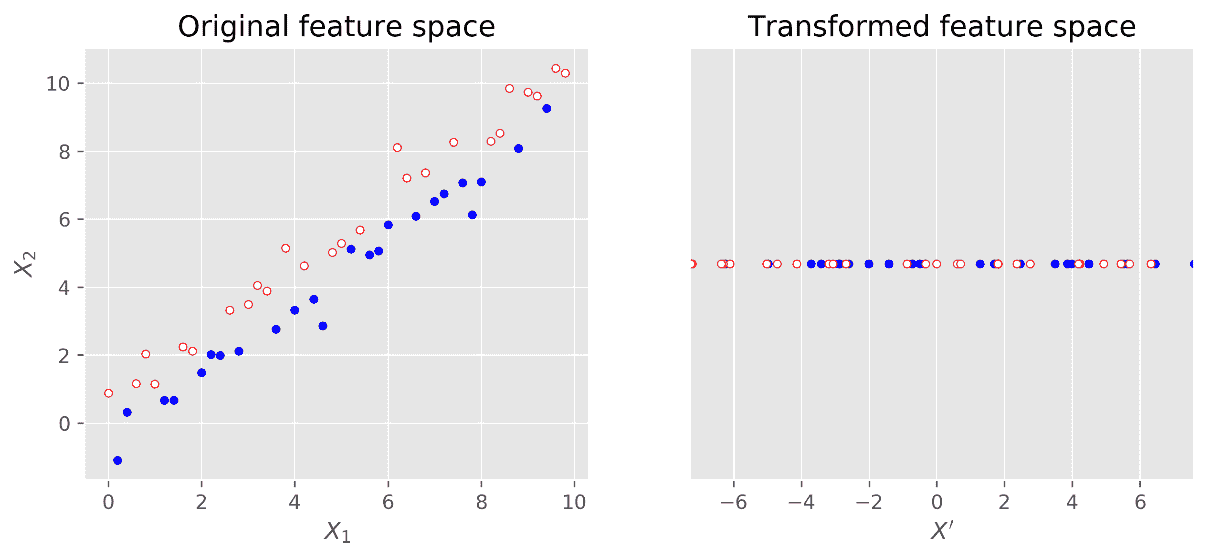 Original feature space
10
8
6
4
2
0
X₂
0 2 4 6 8 10
X₁
Transformed feature space
−6 −4 −2 0 2 4 6
X′